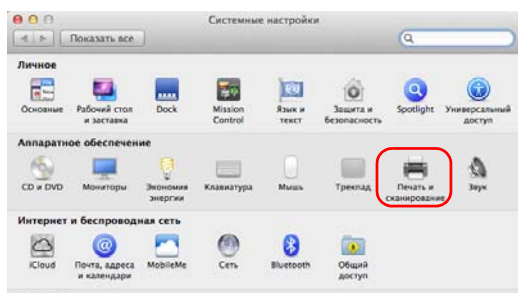 Системные настройки
Показать все
Личное
Основные
Рабочий стол и заставка
Dock
Mission Control
Язык и текст
Защита и безопасность
Spotlight
Универсальный доступ
Аппаратное обеспечение
CD и DVD
Мониторы
Экономия энергии
Клавиатура
Мышь
Трекпад
Печать и сканирование
Звук
Интернет и беспроводная сеть
iCloud
Почта, адреса и календари
MobileMe
Сеть
Bluetooth
Общий доступ